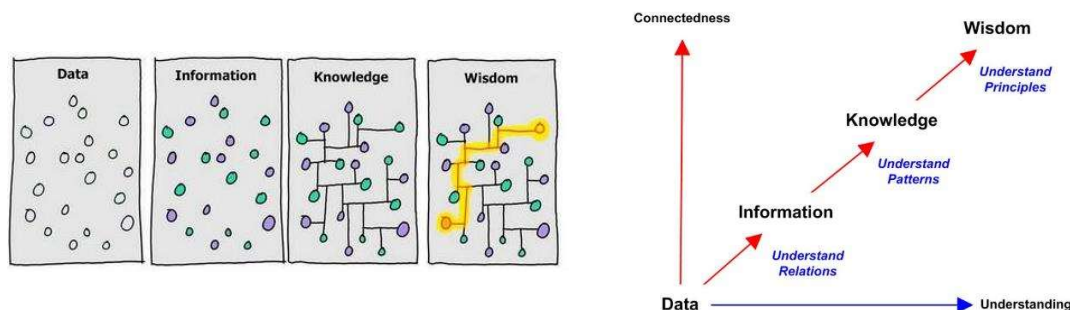 Data
Information
Knowledge
Wisdom
Connectedness
Wisdom
Understand
Principles
Knowledge
Understand
Patterns
Information
Understand
Relations
Data
Understanding